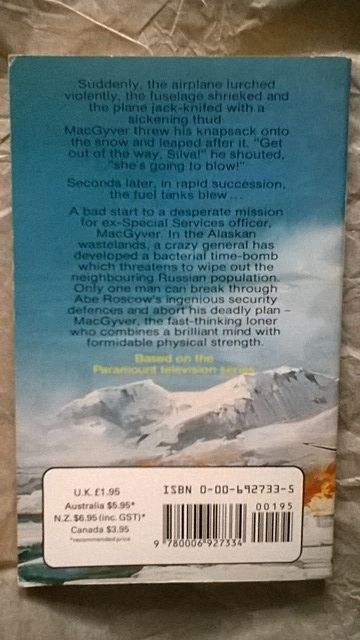 Suddenly, the airplane lurched
violently, the fuselage shrieked and
the plane jack-knifed with a
sickening thud
MacGyver threw his knapsack onto
the snow and leaped after it. "Get
out of the way, Silva!" he shouted,
"she's going to blow!"
Seconds later, in rapid succession,
the fuel tanks blew ...
A bad start to a desperate mission
for ex-Special Services officer,
MacGyver. In the Alaskan
wastelands, a crazy general has
developed a bacterial time-bomb
which threatens to wipe out the
neighbouring Russian population.
Only one man can break through
Abe Roscow's ingenious security
defences and abort his deadly plan –
MacGyver, the fast-thinking loner
who combines a brilliant mind with
formidable physical strength.
Based on the
Paramount television series
U.K. £1.95
Australia $5.95*
N.Z. $6.95 (inc. GST)*
Canada $3.95
*recommended price
ISBN 0-00-692733-5
00195
9 780006 927334